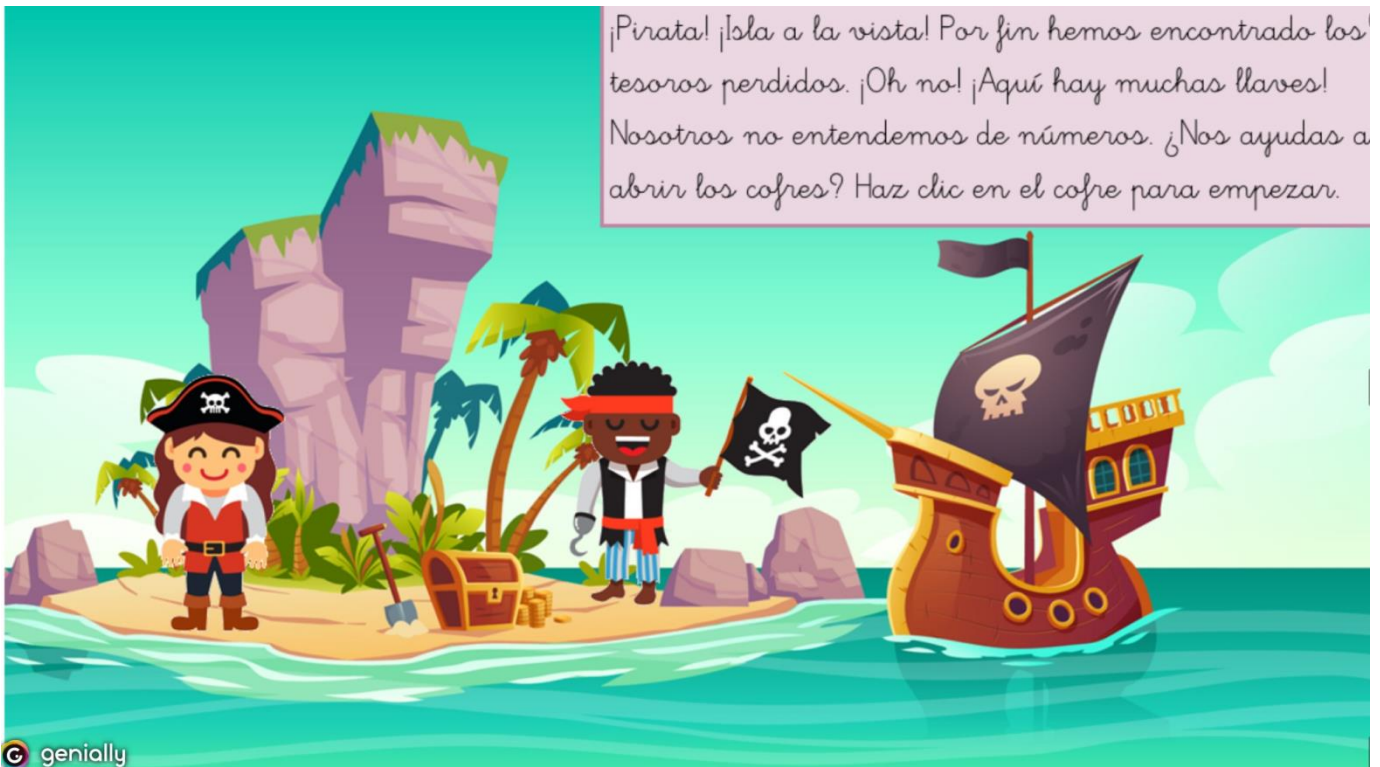 ¡Pirata! ¡Isla a la vista! Por fin hemos encontrado los
tesoros perdidos. ¡Oh no! ¡Aquí hay muchas llaves!
Nosotros no entendemos de números. ¿Nos ayudas a
abrir los cofres? Haz clic en el cofre para empezar.
genially